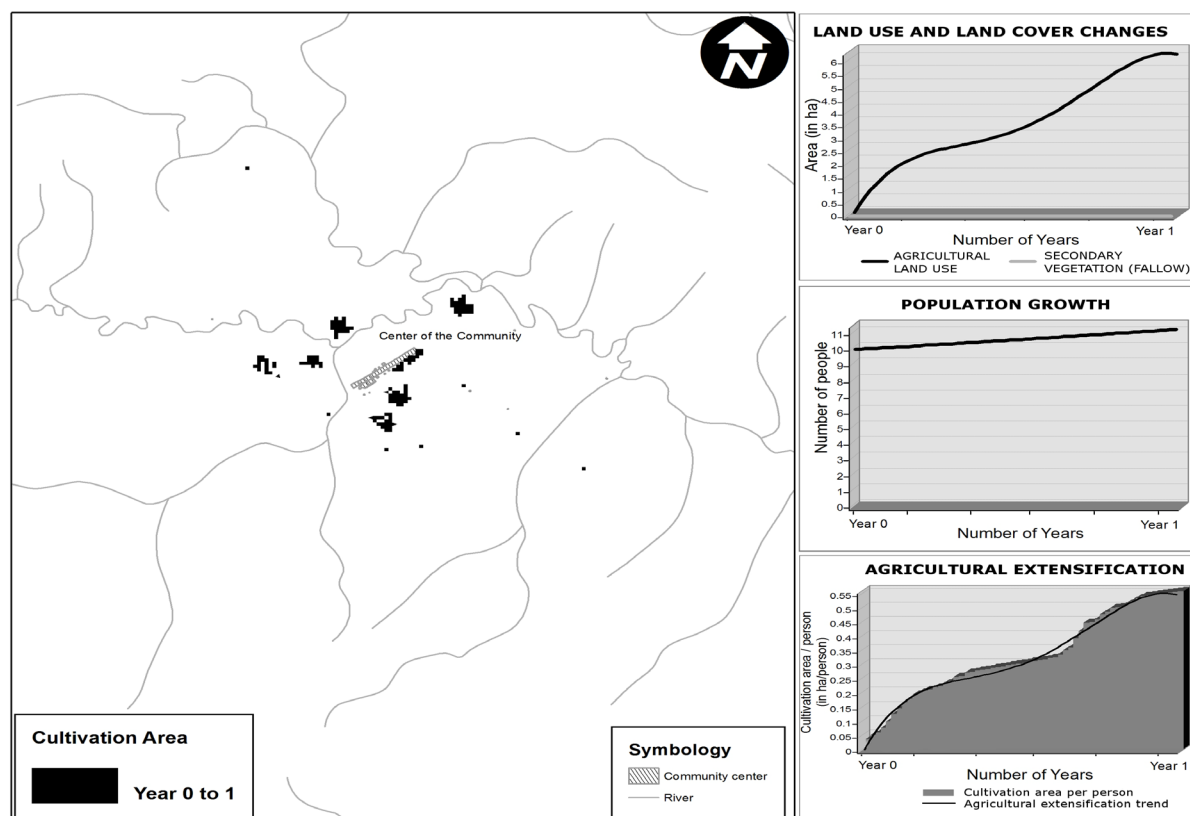 N
Center of the Community
Cultivation Area
Year 0 to 1
Symbology
Community center
River
LAND USE AND LAND COVER CHANGES
Area (in ha)
6
5.5
5
4.5
4
3.5
3
2.5
2
1.5
1
0.5
0
Year 0
Year 1
Number of Years
AGRICULTURAL
LAND USE
SECONDARY
VEGETATION (FALLOW)
POPULATION GROWTH
Number of people
11
10
9
8
7
6
5
4
3
2
1
0
Year 0
Year 1
Number of Years
AGRICULTURAL EXTENSIFICATION
Cultivation area / person
(in ha/person)
0.55
0.5
0.45
0.4
0.35
0.3
0.25
0.2
0.15
0.1
0.05
0
Year 0
Year 1
Number of Years
Cultivation area per person
Agricultural extensification trend